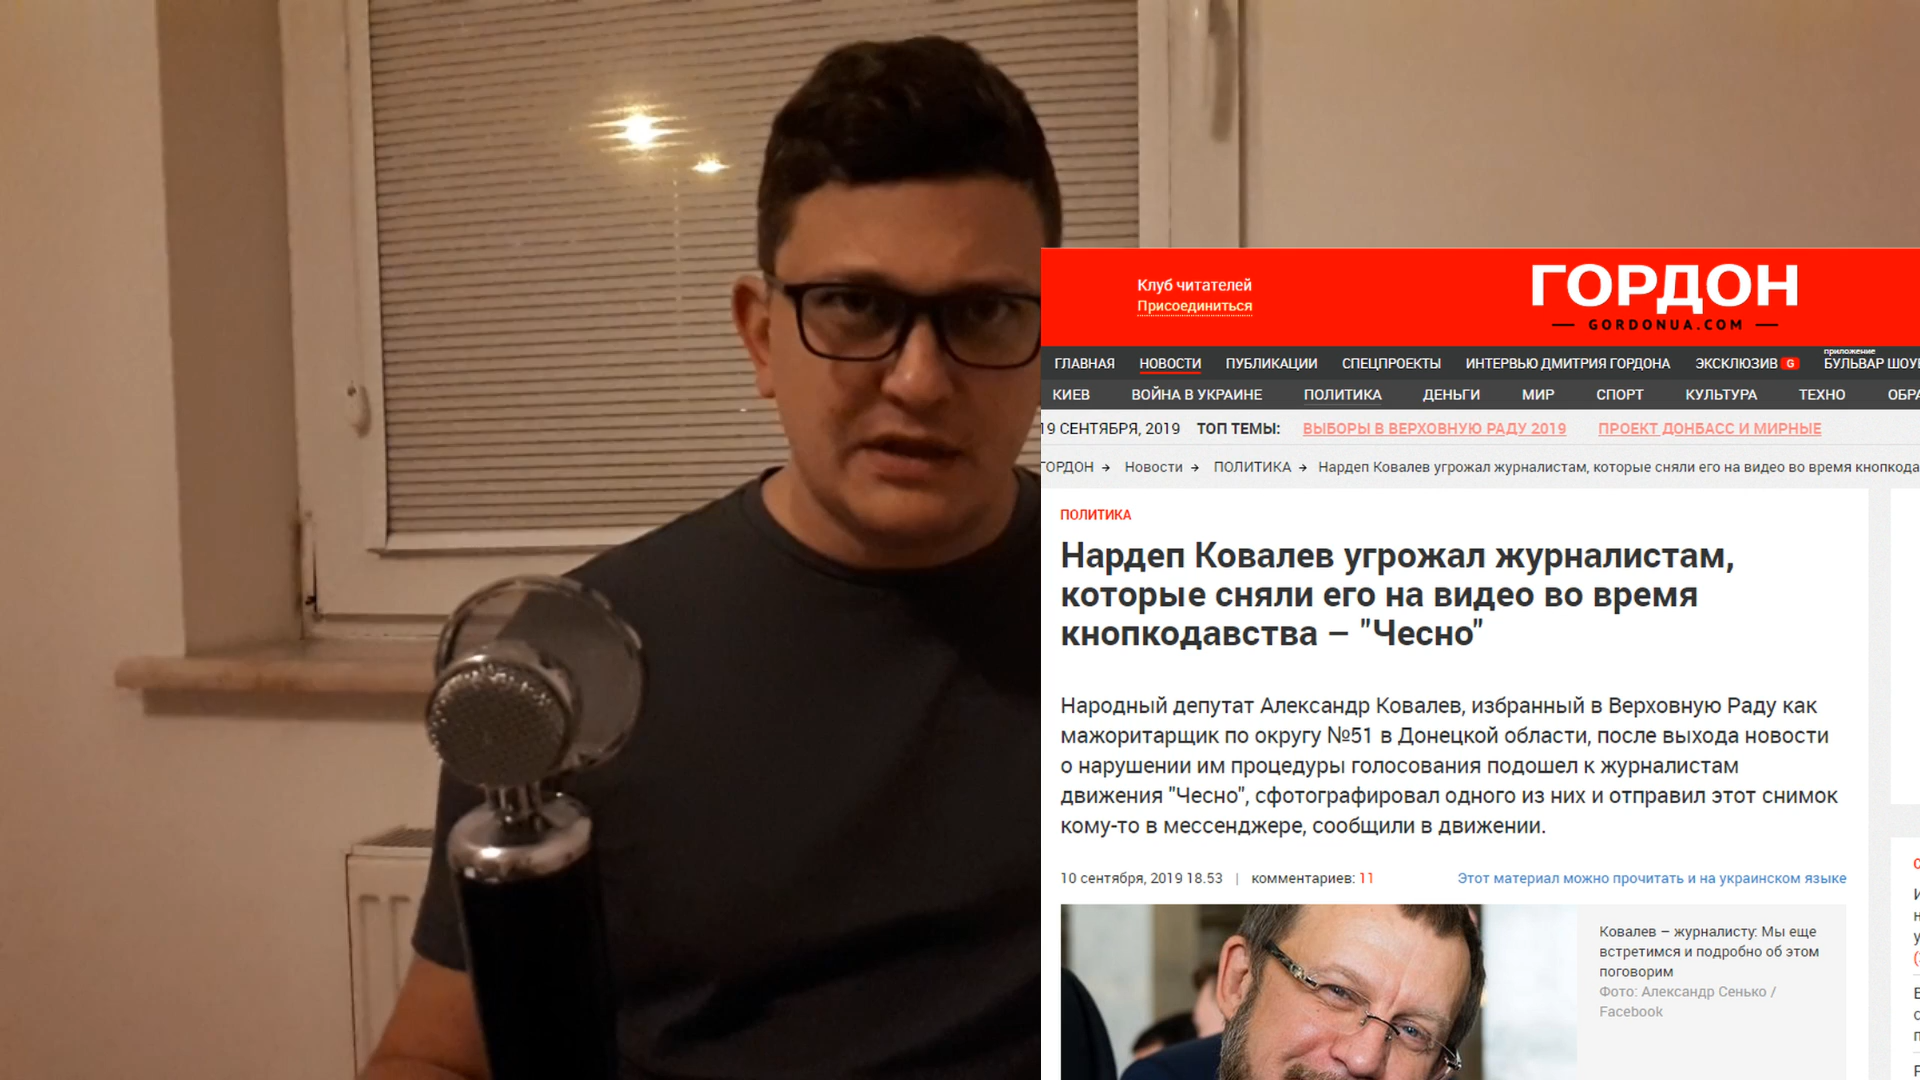 Клуб читателей
Присоединиться
ГОРДОН
GORDONUA.COM
ГЛАВНАЯ НОВОСТИ ПУБЛИКАЦИИ СПЕЦПРОЕКТЫ ИНТЕРВЬЮ ДМИТРИЯ ГОРДОНА ЭКСКЛЮЗИВ G приложение БУЛЬВАР
КИЕВ ВОЙНА В УКРАИНЕ ПОЛИТИКА ДЕНЬГИ МИР СПОРТ КУЛЬТУРА ТЕХНО
19 СЕНТЯБРЯ, 2019 ТОП ТЕМЫ: ВЫБОРЫ В ВЕРХОВНУЮ РАДУ 2019 ПРОЕКТ ДОНБАСС И МИРНЫЕ
ГОРДОН → Новости → ПОЛИТИКА → Нардеп Ковалев угрожал журналистам, которые сняли его на видео во время
ПОЛИТИКА
Нардеп Ковалев угрожал журналистам,
которые сняли его на видео во время
кнопкодавства – "Чесно"
Народный депутат Александр Ковалев, избранный в Верховную Раду как
мажоритарщик по округу №51 в Донецкой области, после выхода новости
о нарушении им процедуры голосования подошел к журналистам
движения "Чесно", сфотографировал одного из них и отправил этот снимок
кому-то в мессенджере, сообщили в движении.
10 сентября, 2019 18.53 | комментариев: 11 Этот материал можно прочитать и на украинском языке
Ковалев – журналисту: Мы еще
встретимся и подробно об этом
поговорим
Фото: Александр Сенько /
Facebook